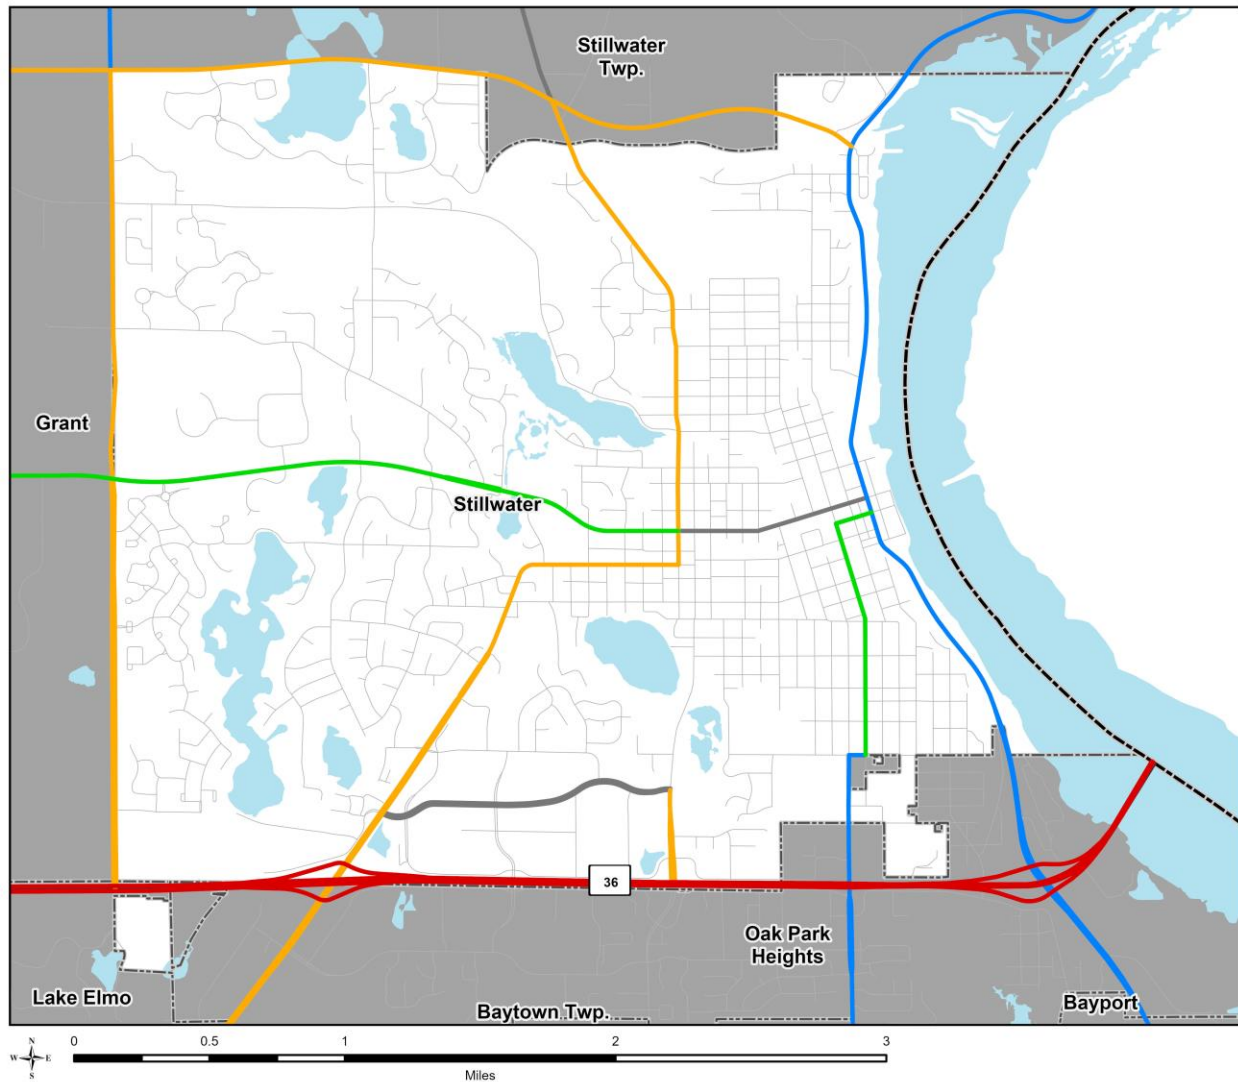 Stillwater
Twp.
Grant
Stillwater
36
Oak Park
Heights
Lake Elmo
Baytown Twp.
Bayport
N
W E
S
0 0.5 1 2 3
Miles